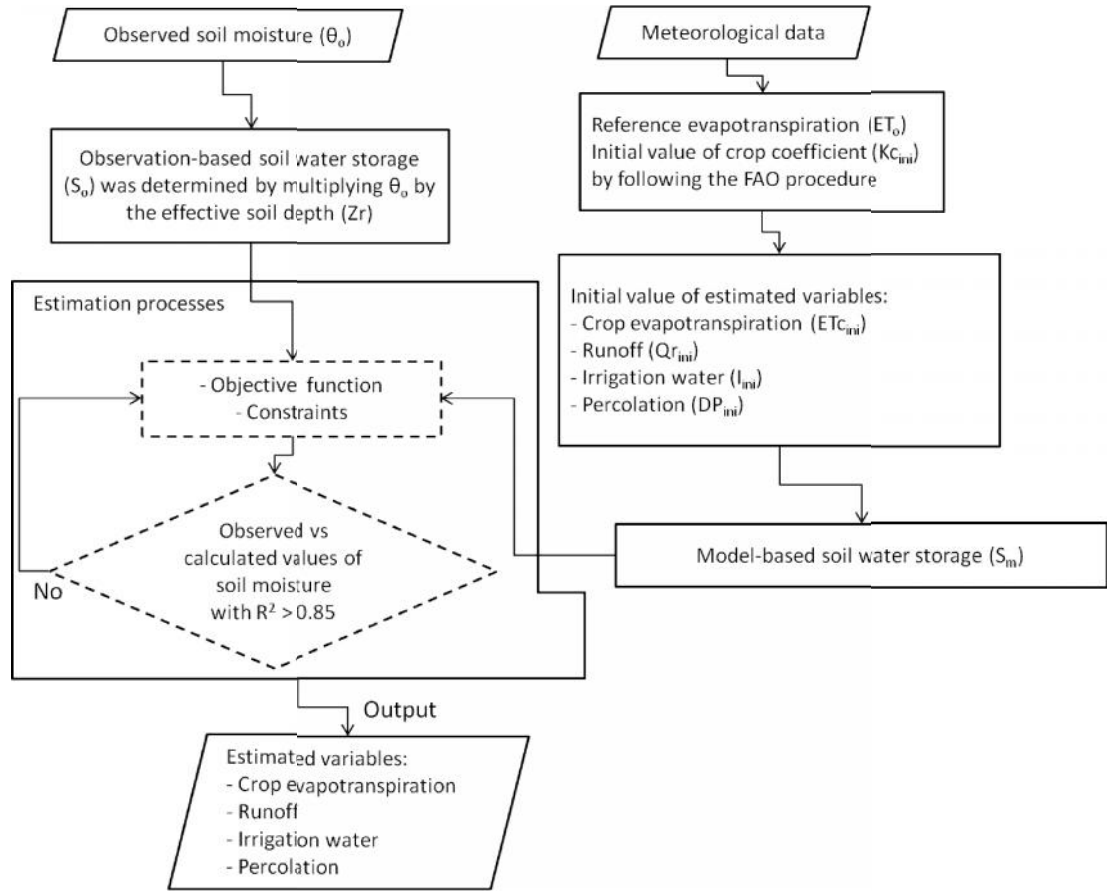 Observed soil moisture (θₒ)
Observation-based soil water storage
(Sₒ) was determined by multiplying θₒ by
the effective soil depth (Zr)
Meteorological data
Reference evapotranspiration (ETₒ)
Initial value of crop coefficient (Kcᵢₙᵢ)
by following the FAO procedure
Initial value of estimated variables:
- Crop evapotranspiration (ETcᵢₙᵢ)
- Runoff (Qrᵢₙᵢ)
- Irrigation water (Iᵢₙᵢ)
- Percolation (DPᵢₙᵢ)
Model-based soil water storage (Sₘ)
Estimation processes
- Objective function
- Constraints
Observed vs
calculated values of
soil moisture
with R² > 0.85
No
Output
Estimated variables:
- Crop evapotranspiration
- Runoff
- Irrigation water
- Percolation